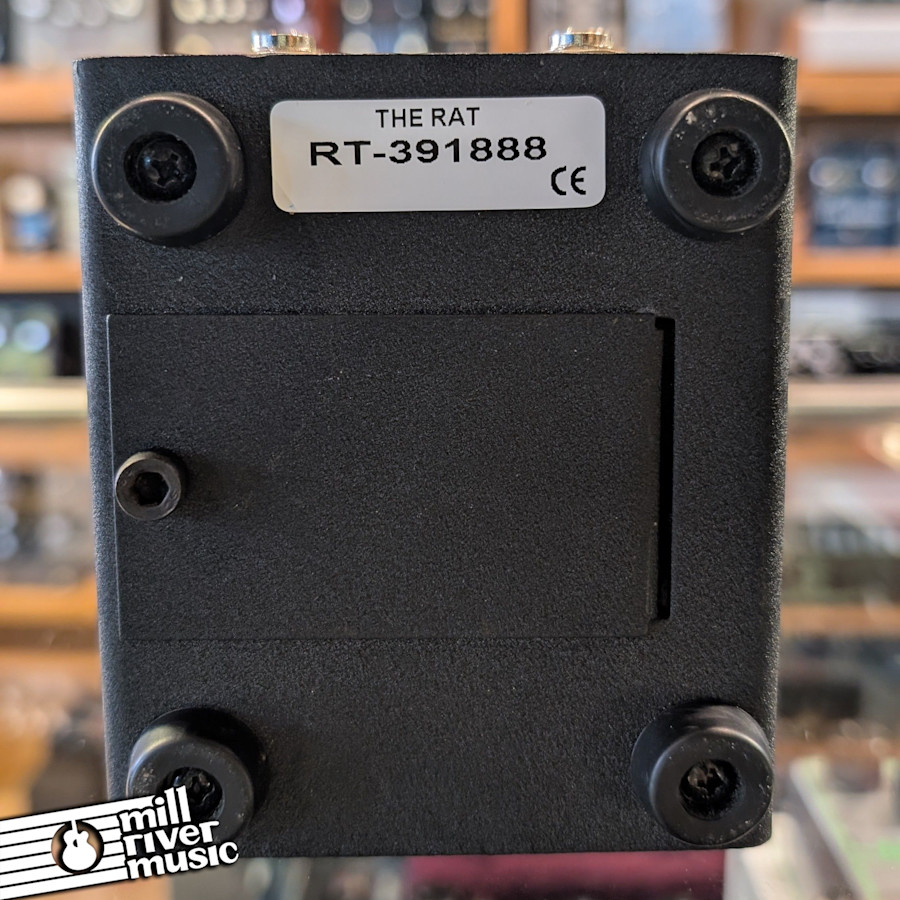 THE RAT
RT-391888
CE
mill
river
music